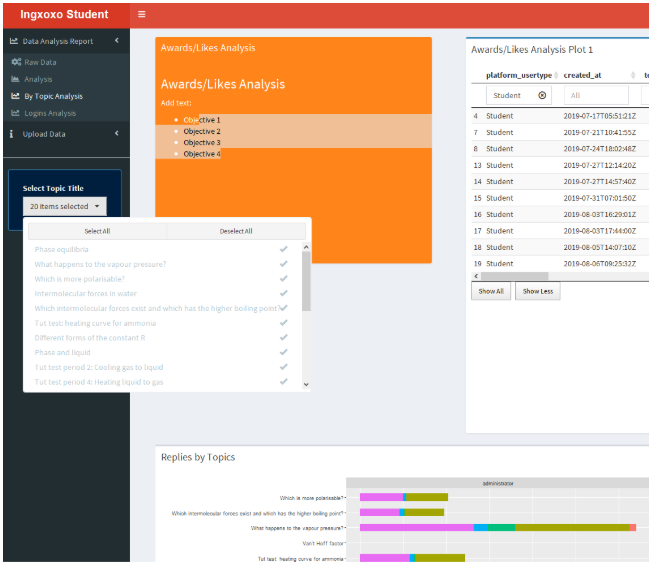 Ingxoxo Student
Data Analysis Report
Raw Data
Analysis
By Topic Analysis
Logins Analysis
Upload Data
Select Topic Title
20 items selected
Select All Deselect All
Phase equilibria
What happens to the vapour pressure?
Which is more polarisable?
Intermolecular forces in water
Which intermolecular forces exist and which has the higher boiling point?
Tut test: heating curve for ammonia
Different forms of the constant R
Phase and liquid
Tut test period 2: Cooling gas to liquid
Tut test period 4: Heating liquid to gas
Awards/Likes Analysis
Awards/Likes Analysis
Add text:
Objective 1
Objective 2
Objective 3
Objective 4
Awards/Likes Analysis Plot 1
platform_usertype created_at
Student All
4 Student 2019-07-17T05:51:21Z
7 Student 2019-07-21T10:41:55Z
8 Student 2019-07-24T18:02:48Z
13 Student 2019-07-27T12:14:20Z
14 Student 2019-07-27T14:57:40Z
15 Student 2019-07-31T07:01:50Z
16 Student 2019-08-03T16:29:01Z
17 Student 2019-08-03T17:44:00Z
18 Student 2019-08-05T14:07:10Z
19 Student 2019-08-06T09:25:32Z
Show All Show Less
Replies by Topics
administrator
Which is more polarisable?
Which intermolecular forces exist and which has the higher boiling point?
What happens to the vapour pressure?
Van't Hoff factor
Tut test: heating curve for ammonia